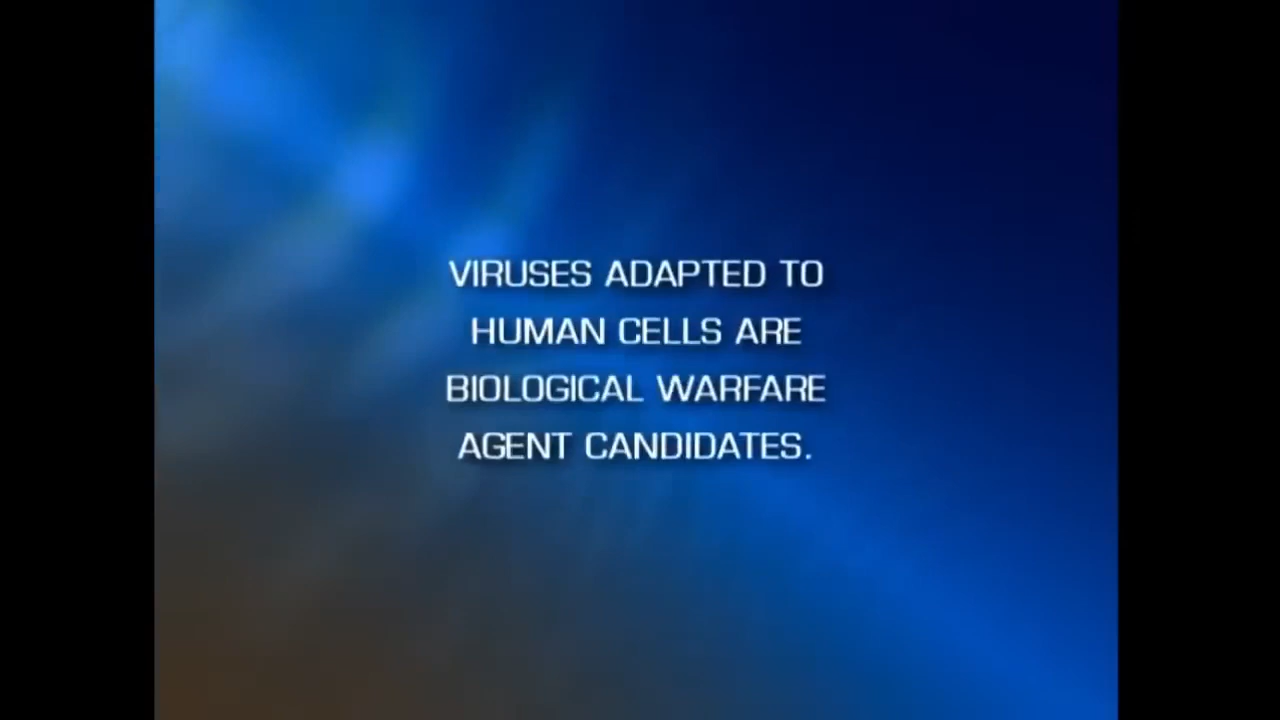 VIRUSES ADAPTED TO
HUMAN CELLS ARE
BIOLOGICAL WARFARE
AGENT CANDIDATES.